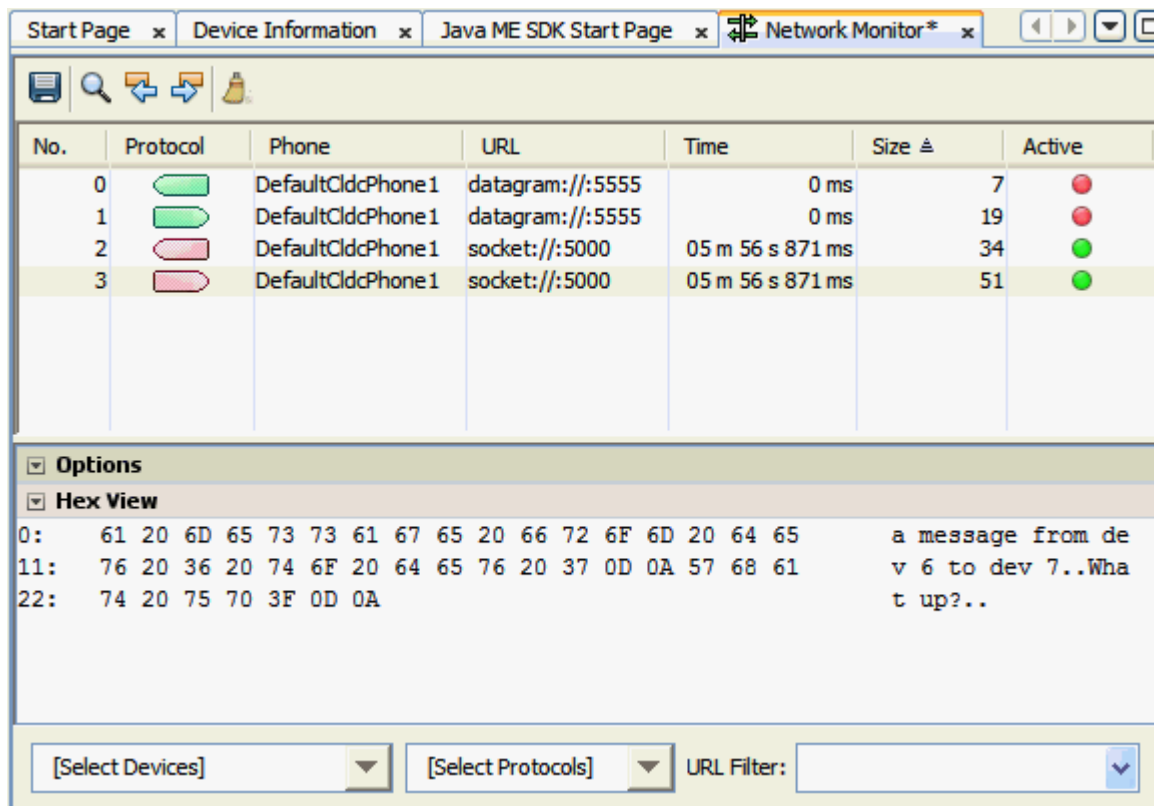 Start Page x Device Information x Java ME SDK Start Page x Network Monitor* x
No. Protocol Phone URL Time Size Active
0 DefaultCldcPhone1 datagram://:5555 0 ms 7
1 DefaultCldcPhone1 datagram://:5555 0 ms 19
2 DefaultCldcPhone1 socket://:5000 05 m 56 s 871 ms 34
3 DefaultCldcPhone1 socket://:5000 05 m 56 s 871 ms 51
Options
Hex View
0: 61 20 6D 65 73 73 61 67 65 20 66 72 6F 6D 20 64 65 a message from de
11: 76 20 36 20 74 6F 20 64 65 76 20 37 0D 0A 57 68 61 v 6 to dev 7..Wha
22: 74 20 75 70 3F 0D 0A t up?..
[Select Devices] [Select Protocols] URL Filter: